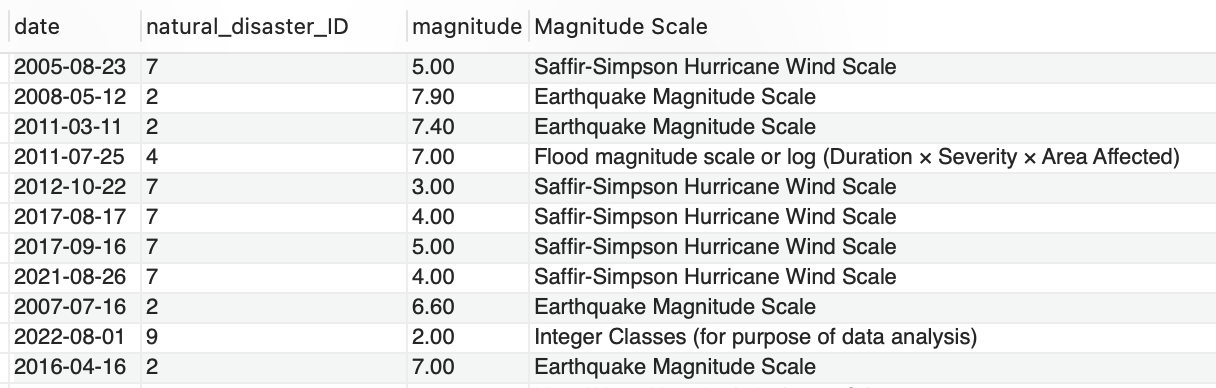 date natural_disaster_ID magnitude Magnitude Scale
2005-08-23 7 5.00 Saffir-Simpson Hurricane Wind Scale
2008-05-12 2 7.90 Earthquake Magnitude Scale
2011-03-11 2 7.40 Earthquake Magnitude Scale
2011-07-25 4 7.00 Flood magnitude scale or log (Duration × Severity × Area Affected)
2012-10-22 7 3.00 Saffir-Simpson Hurricane Wind Scale
2017-08-17 7 4.00 Saffir-Simpson Hurricane Wind Scale
2017-09-16 7 5.00 Saffir-Simpson Hurricane Wind Scale
2021-08-26 7 4.00 Saffir-Simpson Hurricane Wind Scale
2007-07-16 2 6.60 Earthquake Magnitude Scale
2022-08-01 9 2.00 Integer Classes (for purpose of data analysis)
2016-04-16 2 7.00 Earthquake Magnitude Scale